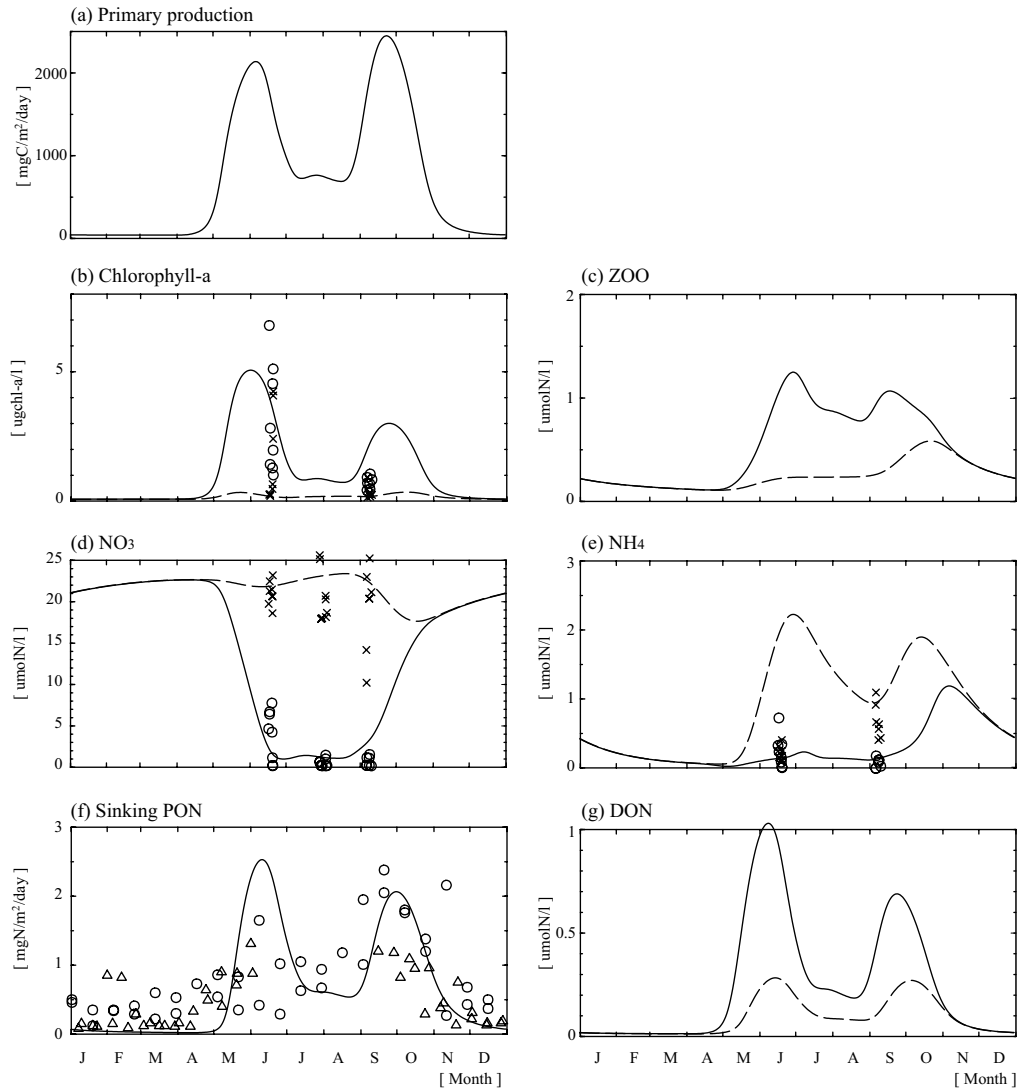 (a) Primary production
2000
1000
0
[ mgC/m²/day ]
(b) Chlorophyll-a
5
0
[ ugchl-a/l ]
(c) ZOO
2
1
0
[ umolN/l ]
(d) NO3
25
20
15
10
5
0
[ umolN/l ]
(e) NH4
3
2
1
0
[ umolN/l ]
(f) Sinking PON
3
2
1
0
[ mgN/m²/day ]
J F M A M J J A S O N D
[ Month ]
(g) DON
1
0.5
0
[ umolN/l ]
J F M A M J J A S O N D
[ Month ]